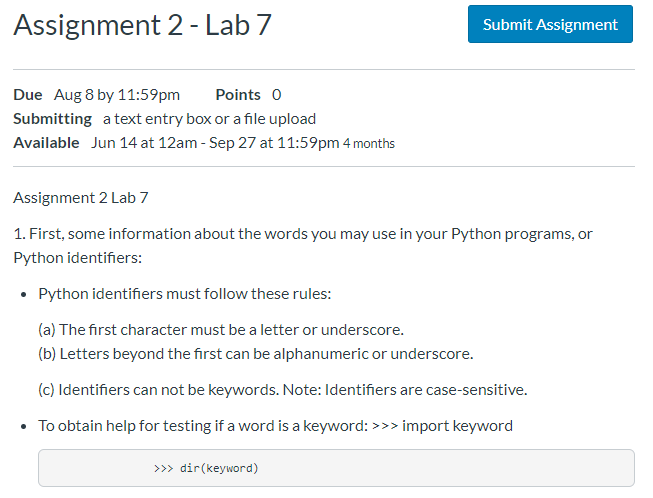 Assignment 2 - Lab 7
Submit Assignment
Due Aug 8 by 11:59pm Points 0
Submitting a text entry box or a file upload
Available Jun 14 at 12am - Sep 27 at 11:59pm 4 months
Assignment 2 Lab 7
1. First, some information about the words you may use in your Python programs, or
Python identifiers:
• Python identifiers must follow these rules:
(a) The first character must be a letter or underscore.
(b) Letters beyond the first can be alphanumeric or underscore.
(c) Identifiers can not be keywords. Note: Identifiers are case-sensitive.
• To obtain help for testing if a word is a keyword: >>> import keyword
>>> dir(keyword)